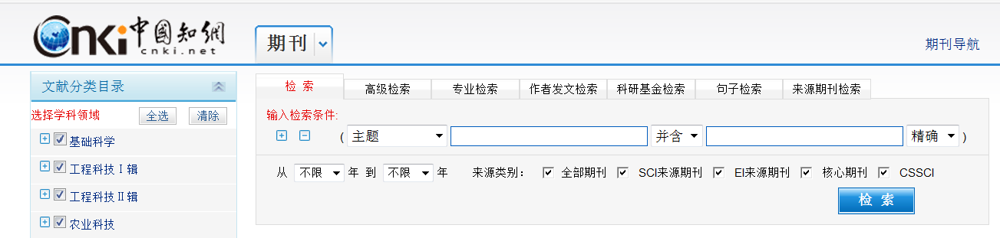 Cnki中国知網
cnki.net
期刊
期刊导航
文献分类目录
选择学科领域 全选 清除
基础科学
工程科技Ⅰ辑
工程科技Ⅱ辑
农业科技
检 索 高级检索 专业检索 作者发文检索 科研基金检索 句子检索 来源期刊检索
输入检索条件:
( 主题 并含 精确 )
从 不限 年 到 不限 年 来源类别： 全部期刊 SCI来源期刊 EI来源期刊 核心期刊 CSSCI
检 索